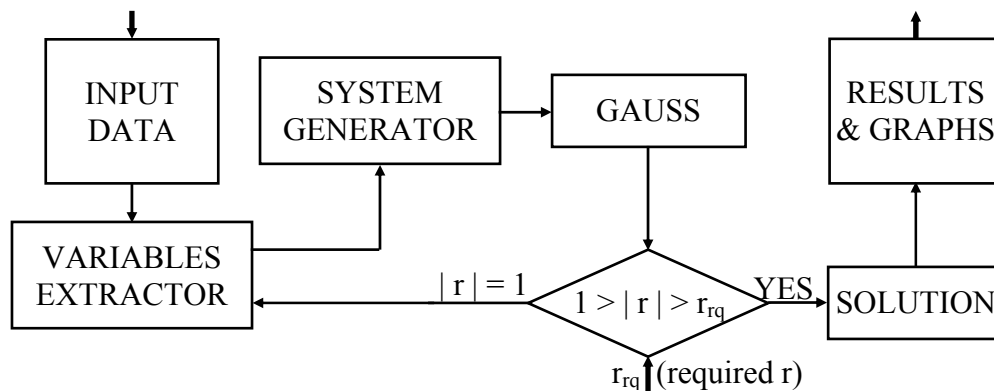 INPUT
DATA
SYSTEM
GENERATOR
GAUSS
RESULTS
& GRAPHS
VARIABLES
EXTRACTOR
| r | = 1
1 > | r | > r_rq
YES
SOLUTION
r_rq (required r)